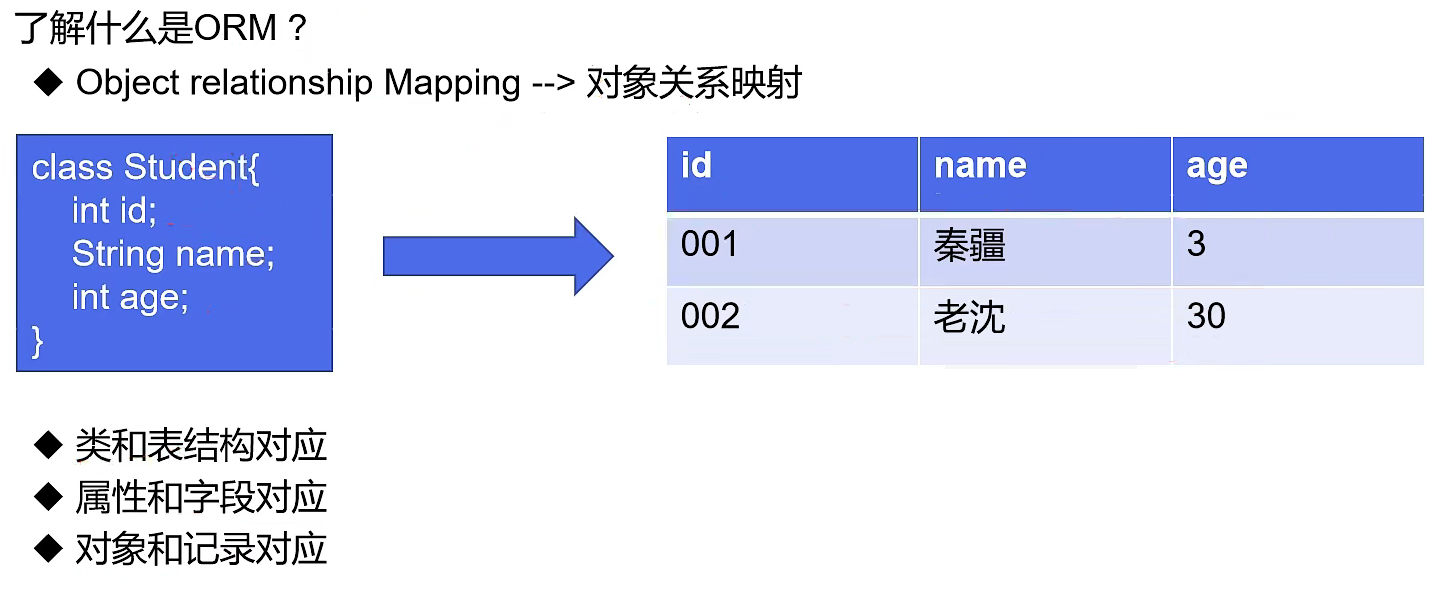 了解什么是ORM？
◆ Object relationship Mapping --> 对象关系映射
class Student{
int id;
String name;
int age;
}
id name age
001 秦疆 3
002 老沈 30
◆ 类和表结构对应
◆ 属性和字段对应
◆ 对象和记录对应